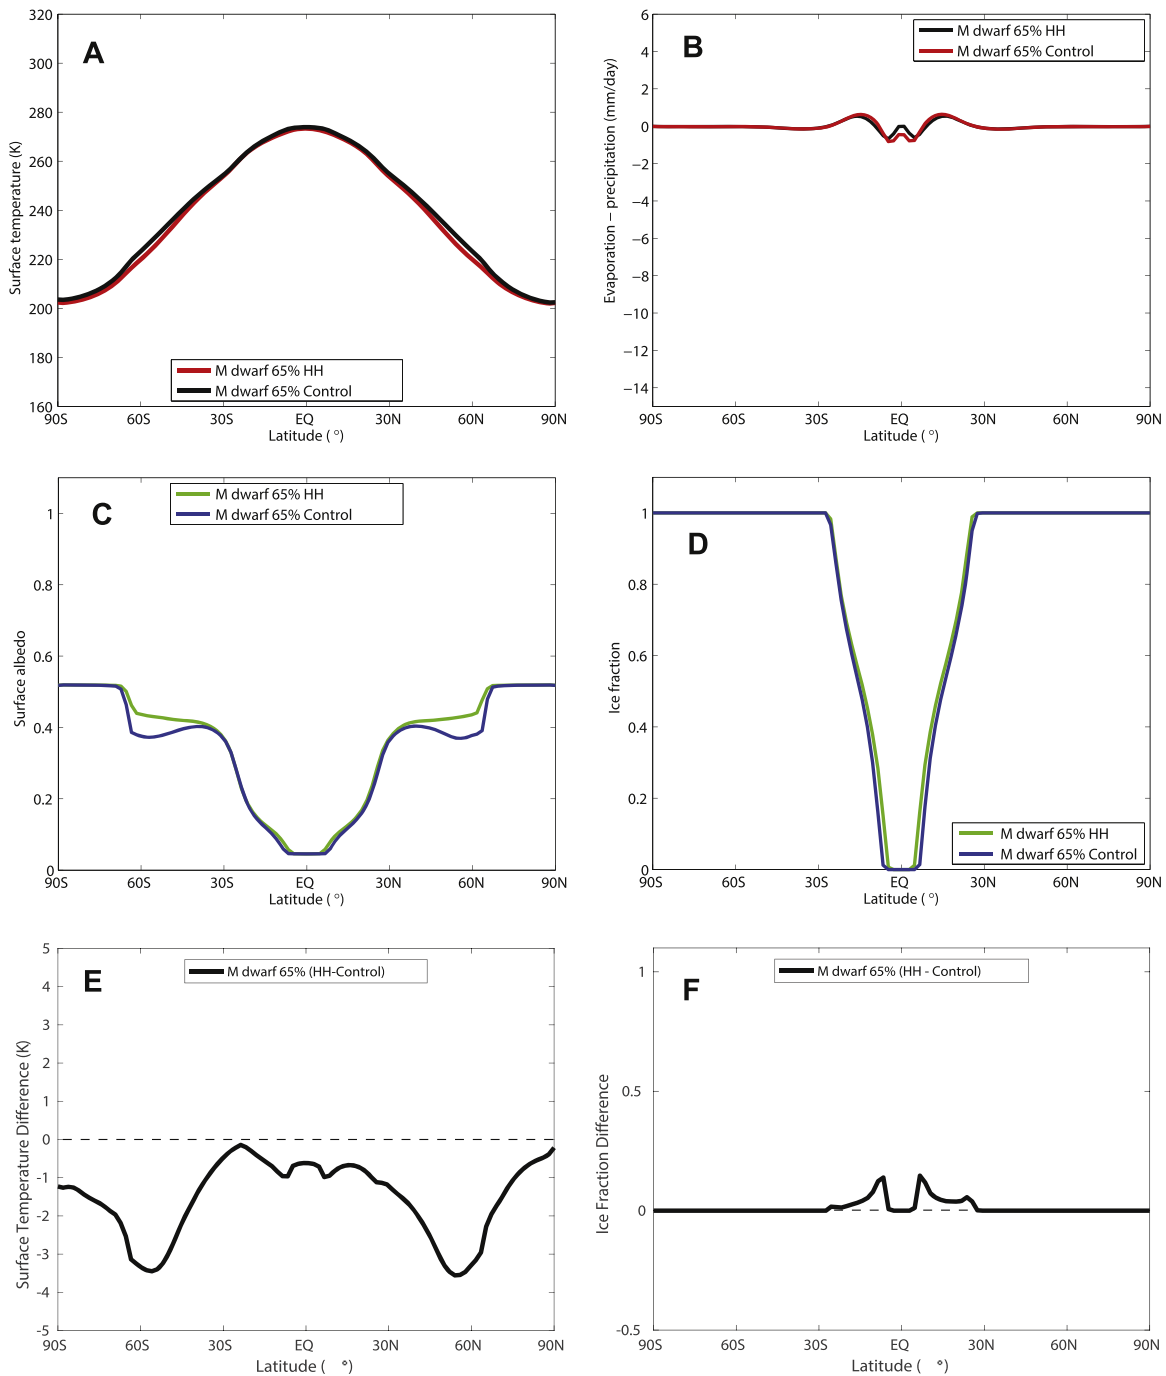 A
320
300
280
260
240
220
200
180
160
90S
60S
30S
EQ
30N
60N
90N
Surface temperature (K)
Latitude ( °)
M dwarf 65% HH
M dwarf 65% Control
B
6
4
2
0
−2
−4
−6
−8
−10
−12
−14
90S
60S
30S
EQ
30N
60N
90N
Evaporation – precipitation (mm/day)
Latitude ( °)
M dwarf 65% HH
M dwarf 65% Control
C
1
0.8
0.6
0.4
0.2
0
90S
60S
30S
EQ
30N
60N
90N
Surface albedo
Latitude ( °)
M dwarf 65% HH
M dwarf 65% Control
D
1
0.8
0.6
0.4
0.2
0
90S
60S
30S
EQ
30N
60N
90N
Ice fraction
Latitude ( °)
M dwarf 65% HH
M dwarf 65% Control
E
5
4
3
2
1
0
-1
-2
-3
-4
-5
90S
60S
30S
EQ
30N
60N
90N
Surface Temperature Difference (K)
Latitude ( °)
M dwarf 65% (HH-Control)
F
1
0.5
0
-0.5
90S
60S
30S
EQ
30N
60N
90N
Ice Fraction Difference
Latitude ( °)
M dwarf 65% (HH - Control)